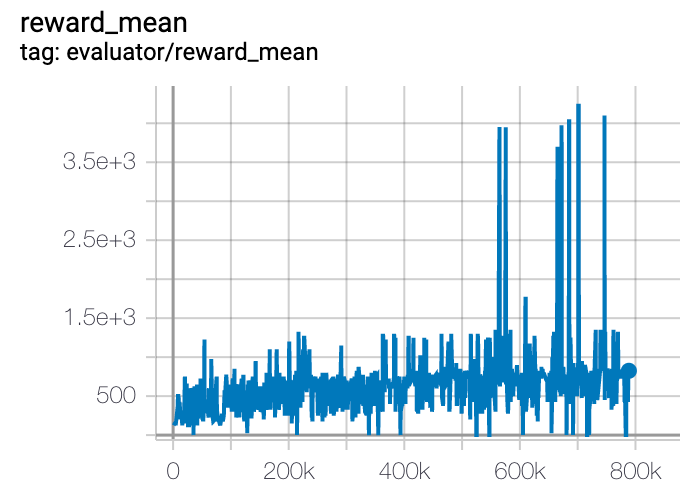 reward_mean
tag: evaluator/reward_mean
3.5e+3
2.5e+3
1.5e+3
500
0 200k 400k 600k 800k